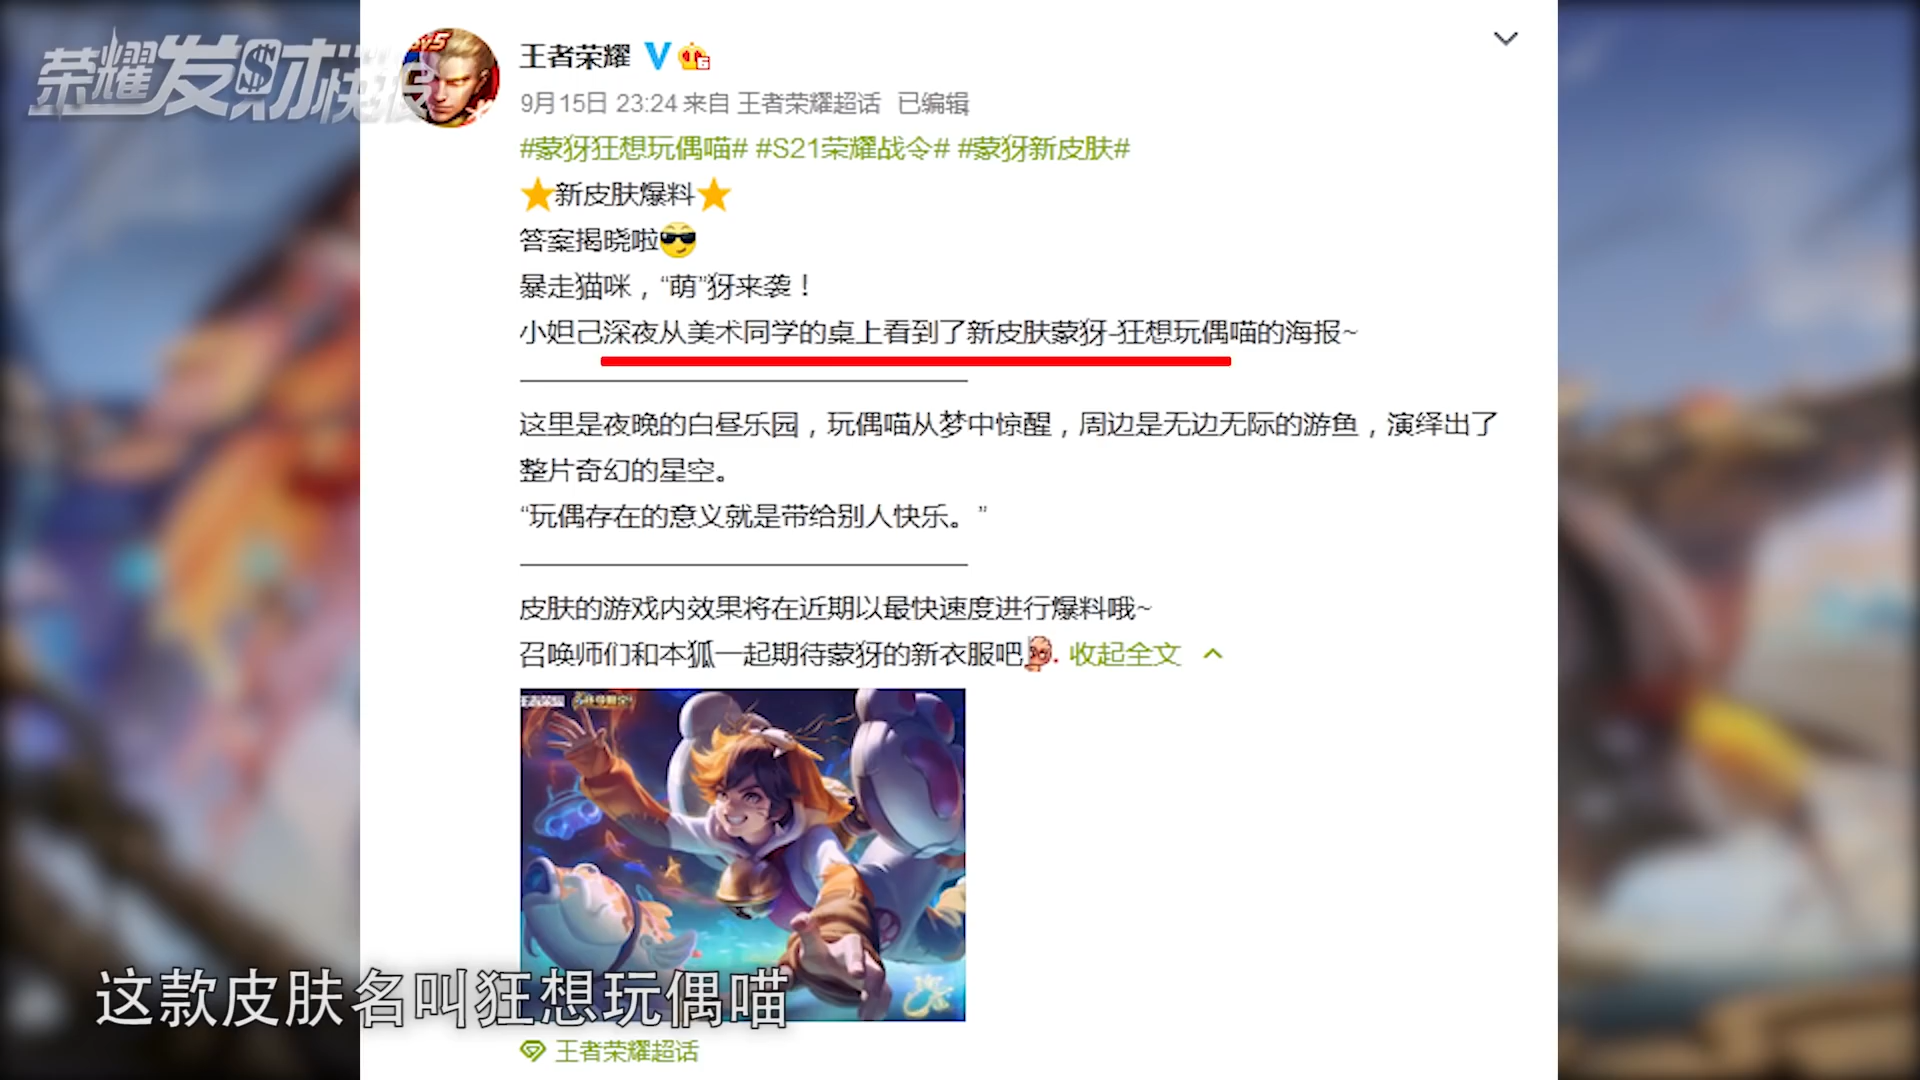 荣耀发财快报
5v5
王者荣耀
9月15日 23:24 来自 王者荣耀超话 已编辑
#蒙犽狂想玩偶喵# #S21荣耀战令# #蒙犽新皮肤#
新皮肤爆料
答案揭晓啦
暴走猫咪，“萌”犽来袭！
小妲己深夜从美术同学的桌上看到了新皮肤蒙犽-狂想玩偶喵的海报~
这里是夜晚的白昼乐园，玩偶喵从梦中惊醒，周边是无边无际的游鱼，演绎出了
整片奇幻的星空。
“玩偶存在的意义就是带给别人快乐。”
皮肤的游戏内效果将在近期以最快速度进行爆料哦~
召唤师们和本狐一起期待蒙犽的新衣服吧 收起全文
王者荣耀
这款皮肤名叫狂想玩偶喵
王者荣耀超话